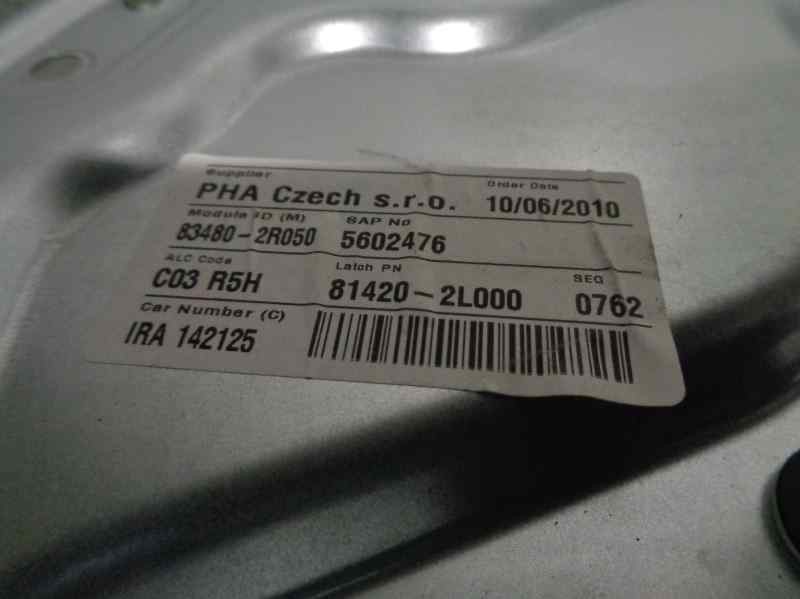 Supplier Order Date
PHA Czech s.r.o. 10/06/2010
Module ID (M) SAP No
83480-2R050 5602476
ALC Code Latch PN SEQ
C03 R5H 81420-2L000 0762
Car Number (C)
IRA 142125